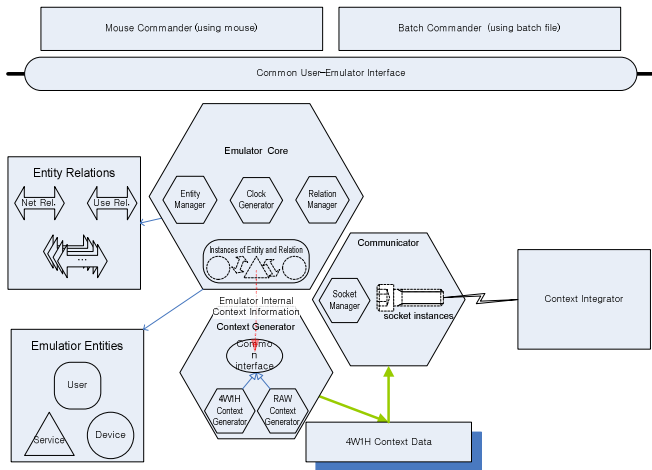 Mouse Commander (using mouse)
Batch Commander (using batch file)
Common User-Emulator Interface
Emulator Core
Entity
Manager
Clock
Generator
Relation
Manager
Instances of Entity and Relation
Entity Relations
Net Rel.
Use Rel.
...
Emulatior Entities
User
Service
Device
Emulator Internal
Context Information
Context Generator
Commo
n
interface
4W1H
Context
Generator
RAW
Context
Generator
Communicator
Socket
Manager
socket instances
Context Integrator
4W1H Context Data